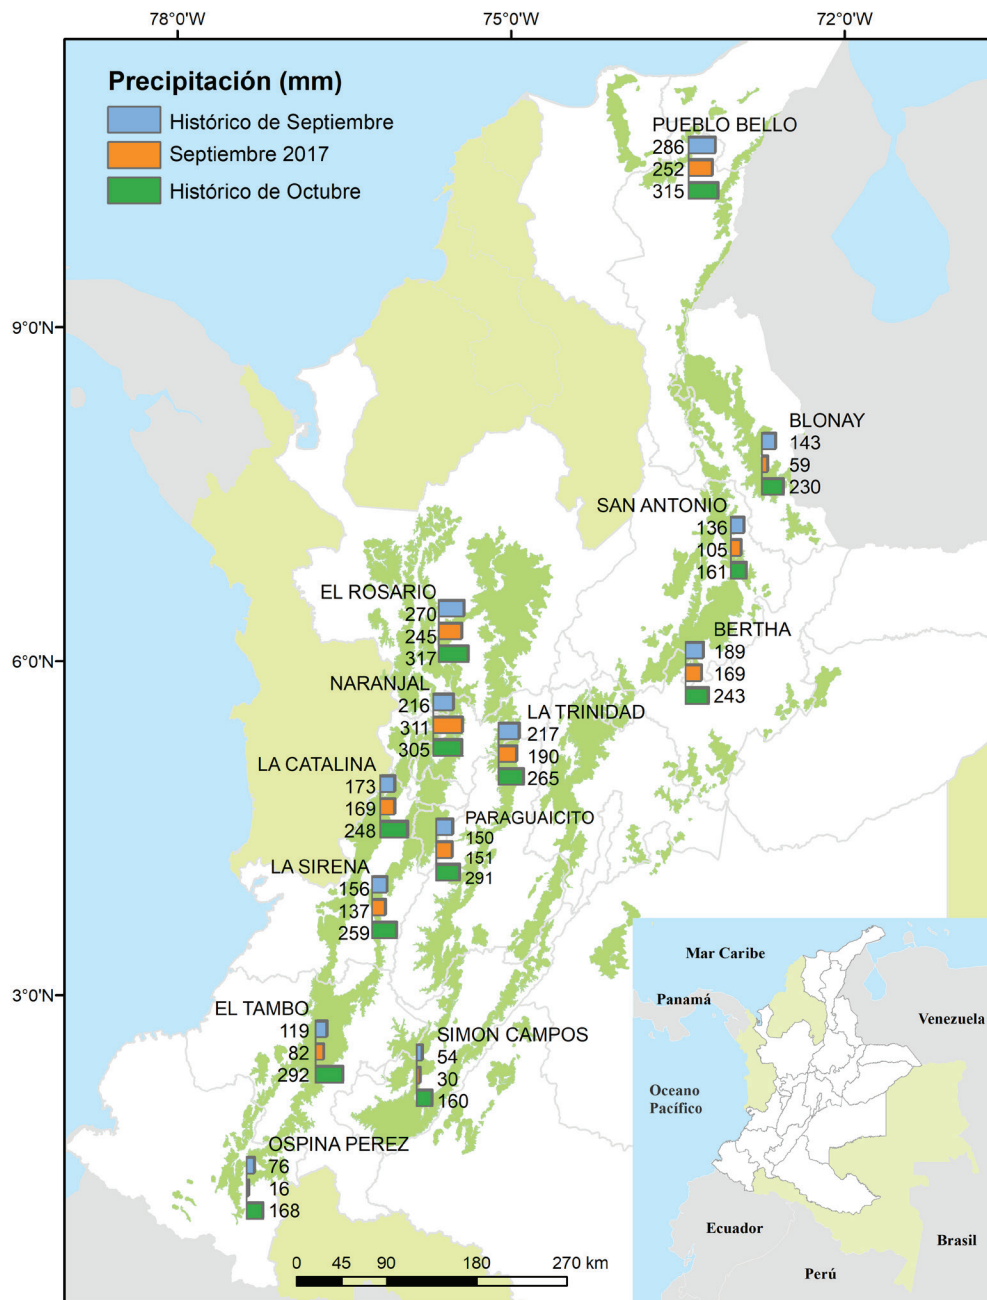 78°0'W
75°0'W
72°0'W
Precipitación (mm)
Histórico de Septiembre
Septiembre 2017
Histórico de Octubre
PUEBLO BELLO
286
252
315
9°0'N
BLONAY
143
59
230
SAN ANTONIO
136
105
161
EL ROSARIO
270
245
317
BERTHA
189
169
243
6°0'N
NARANJAL
216
311
305
LA TRINIDAD
217
190
265
LA CATALINA
173
169
248
PARAGUAICITO
150
151
291
LA SIRENA
156
137
259
3°0'N
EL TAMBO
119
82
292
SIMON CAMPOS
54
30
160
OSPINA PEREZ
76
16
168
0 45 90 180 270 km
Mar Caribe
Panamá
Venezuela
Oceano
Pacífico
Ecuador
Brasil
Perú